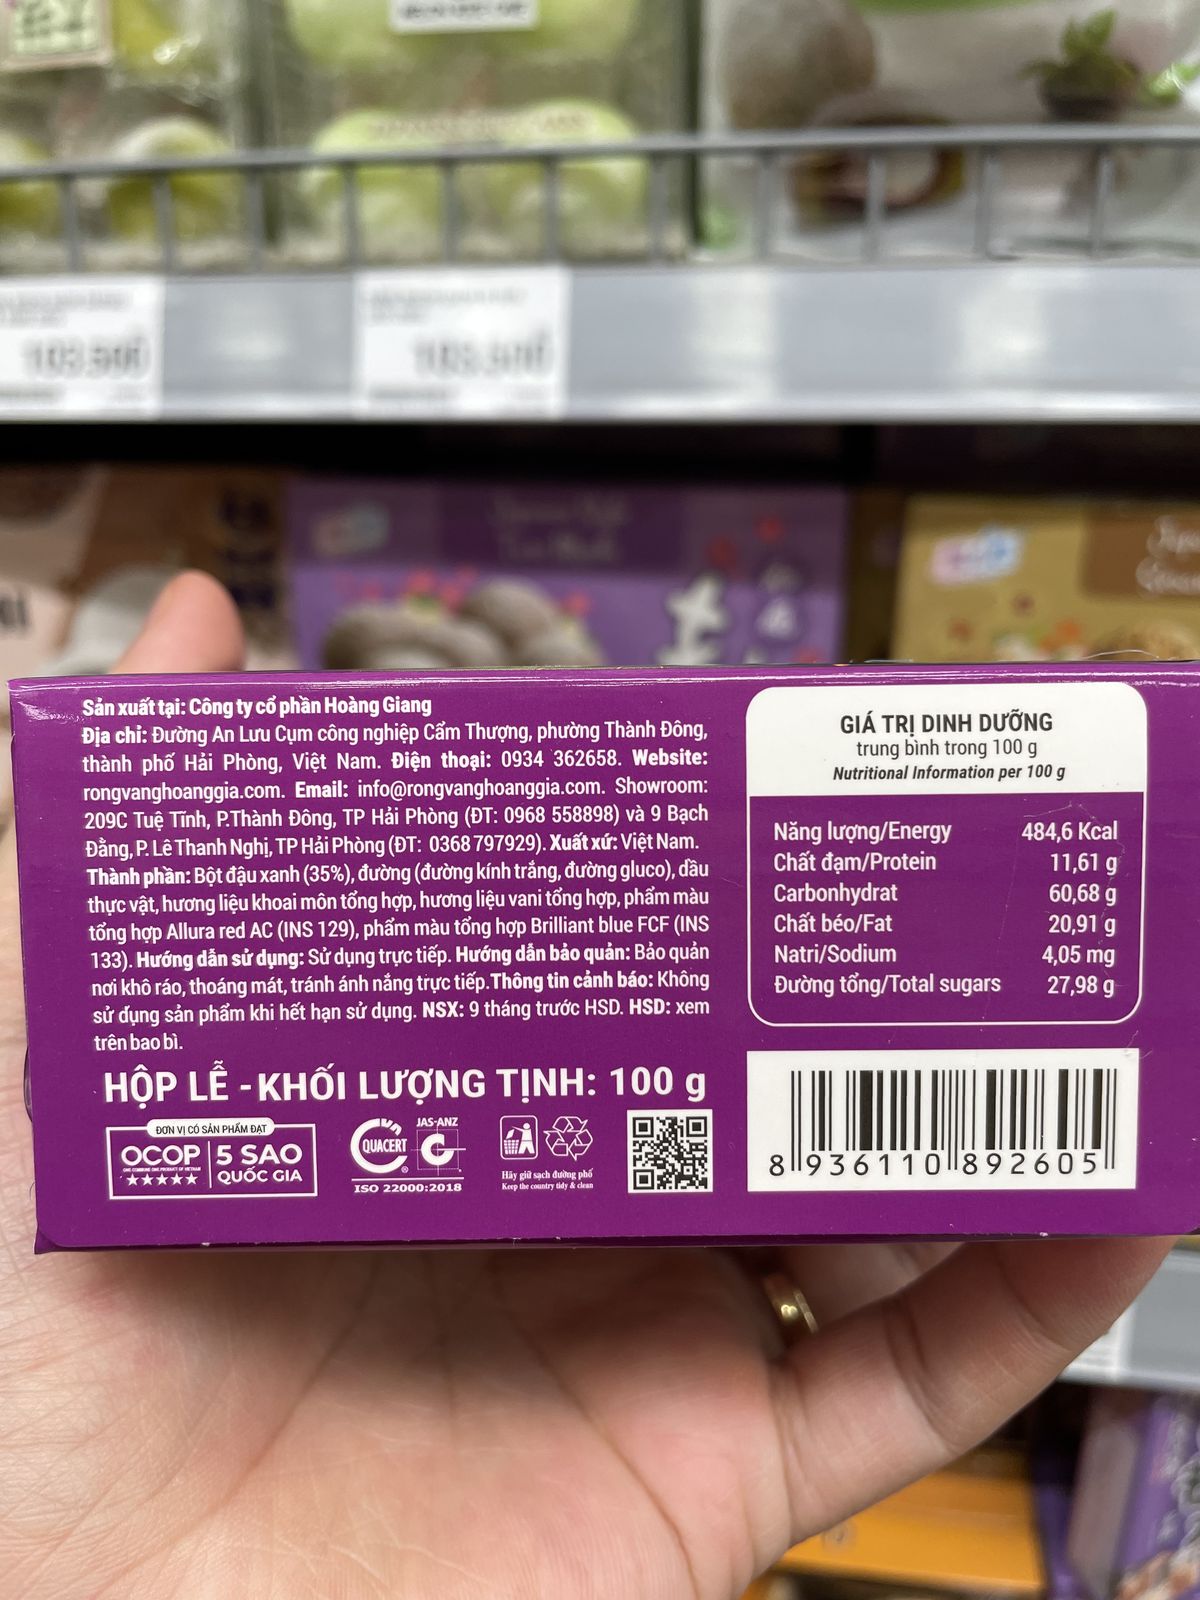 103.500
Sản xuất tại: Công ty cổ phần Hoàng Giang
Địa chỉ: Đường An Lưu Cụm công nghiệp Cẩm Thượng, phường Thành Đông,
thành phố Hải Phòng, Việt Nam. Điện thoại: 0934 362658. Website:
rongvanghoanggia.com. Email: info@rongvanghoanggia.com. Showroom:
209C Tuệ Tĩnh, P.Thành Đông, TP Hải Phòng (ĐT: 0968 558898) và 9 Bạch
Đằng, P. Lê Thanh Nghị, TP Hải Phòng (ĐT: 0368 797929). Xuất xứ: Việt Nam.
Thành phần: Bột đậu xanh (35%), đường (đường kính trắng, đường gluco), dầu
thực vật, hương liệu khoai môn tổng hợp, hương liệu vani tổng hợp, phẩm màu
tổng hợp Allura red AC (INS 129), phẩm màu tổng hợp Brilliant blue FCF (INS
133). Hướng dẫn sử dụng: Sử dụng trực tiếp. Hướng dẫn bảo quản: Bảo quản
nơi khô ráo, thoáng mát, tránh ánh nắng trực tiếp. Thông tin cảnh báo: Không
sử dụng sản phẩm khi hết hạn sử dụng. NSX: 9 tháng trước HSD. HSD: xem
trên bao bì.
HỘP LỄ - KHỐI LƯỢNG TỊNH: 100 g
ĐƠN VỊ CÓ SẢN PHẨM ĐẠT
OCOP 5 SAO
ONE COMMUNE ONE PRODUCT OF VIETNAM
QUỐC GIA
QUACERT
JAS-ANZ
ISO 22000:2018
Hãy giữ sạch đường phố
Keep the country tidy & clean
GIÁ TRỊ DINH DƯỠNG
trung bình trong 100 g
Nutritional Information per 100 g
Năng lượng/Energy 484,6 Kcal
Chất đạm/Protein 11,61 g
Carbonhydrat 60,68 g
Chất béo/Fat 20,91 g
Natri/Sodium 4,05 mg
Đường tổng/Total sugars 27,98 g
8 936110 892605